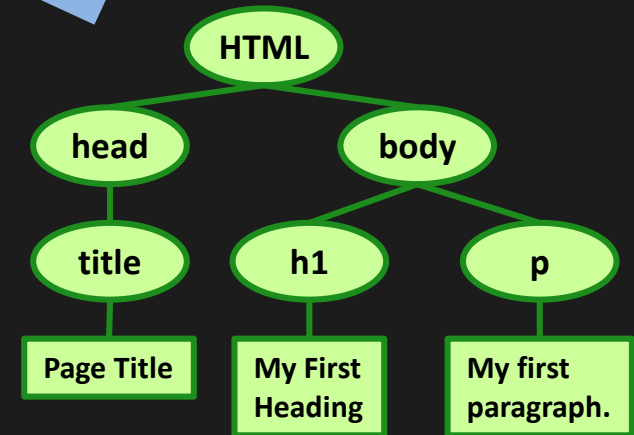 HTML
head
body
title
h1
p
Page Title
My First
Heading
My first
paragraph.